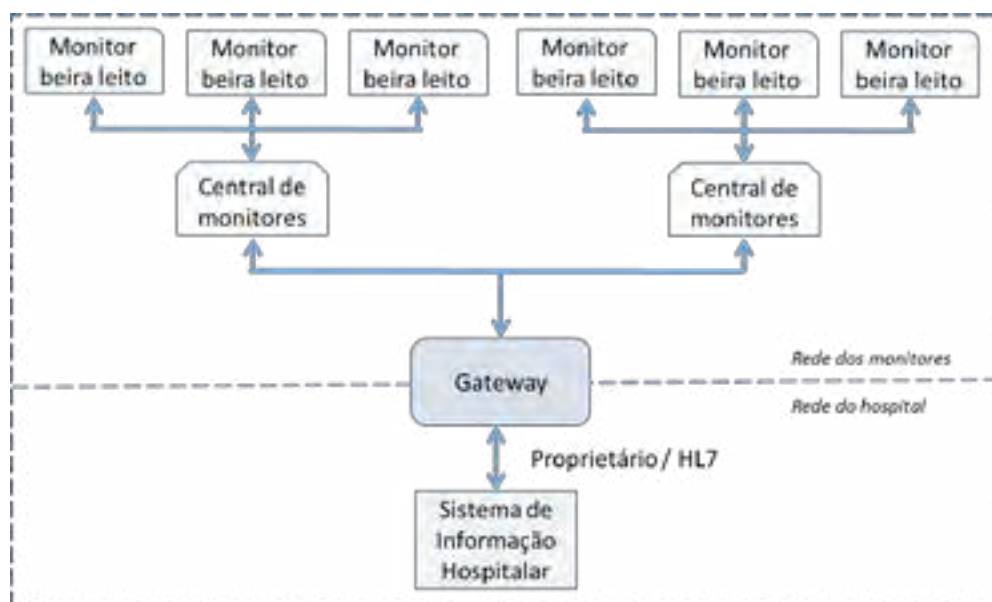 Monitor
beira leito
Monitor
beira leito
Monitor
beira leito
Monitor
beira leito
Monitor
beira leito
Monitor
beira leito
Central de
monitores
Central de
monitores
Rede dos monitores
Gateway
Rede do hospital
Proprietário / HL7
Sistema de
Informação
Hospitalar